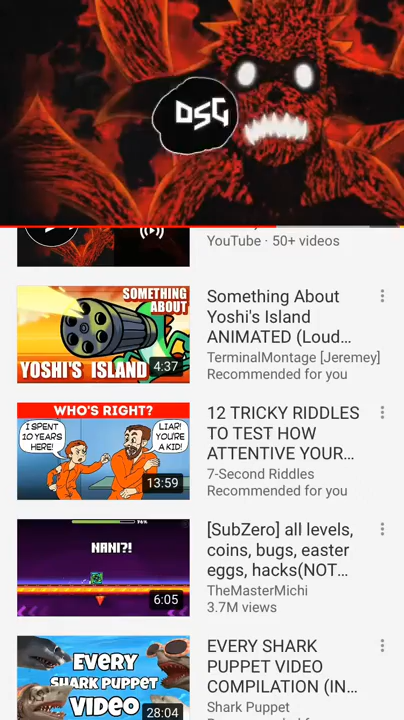 DSG
YouTube · 50+ videos
SOMETHING
ABOUT
YOSHI'S ISLAND
4:37
Something About
Yoshi's Island
ANIMATED (Loud...
TerminalMontage [Jeremey]
Recommended for you
WHO'S RIGHT?
I SPENT
10 YEARS
HERE!
LIAR!
YOU'RE
A KID!
13:59
12 TRICKY RIDDLES
TO TEST HOW
ATTENTIVE YOUR...
7-Second Riddles
Recommended for you
96%
NANI?!
6:05
[SubZero] all levels,
coins, bugs, easter
eggs, hacks(NOT...
TheMasterMichi
3.7M views
EVERY
SHARK PUPPET
VIDEO
28:04
EVERY SHARK
PUPPET VIDEO
COMPILATION (IN...
Shark Puppet